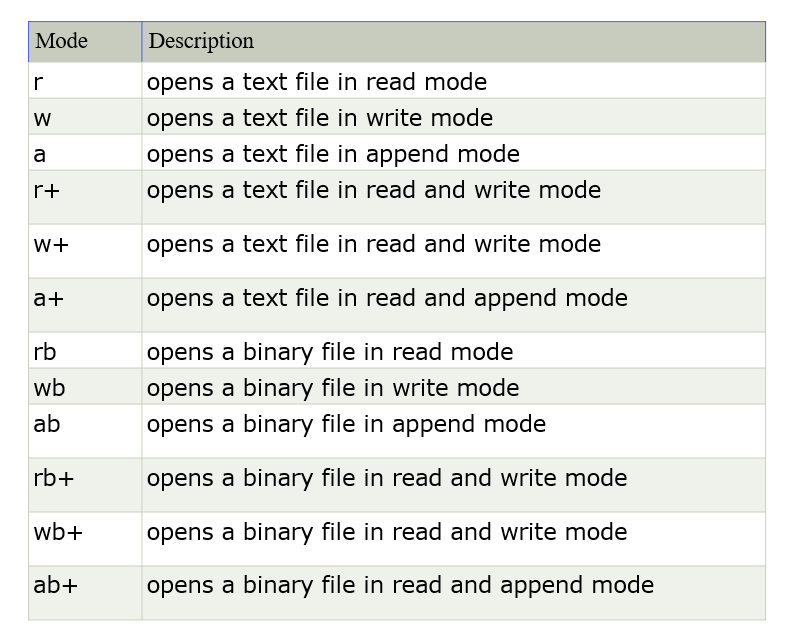 Mode Description
r opens a text file in read mode
w opens a text file in write mode
a opens a text file in append mode
r+ opens a text file in read and write mode
w+ opens a text file in read and write mode
a+ opens a text file in read and append mode
rb opens a binary file in read mode
wb opens a binary file in write mode
ab opens a binary file in append mode
rb+ opens a binary file in read and write mode
wb+ opens a binary file in read and write mode
ab+ opens a binary file in read and append mode